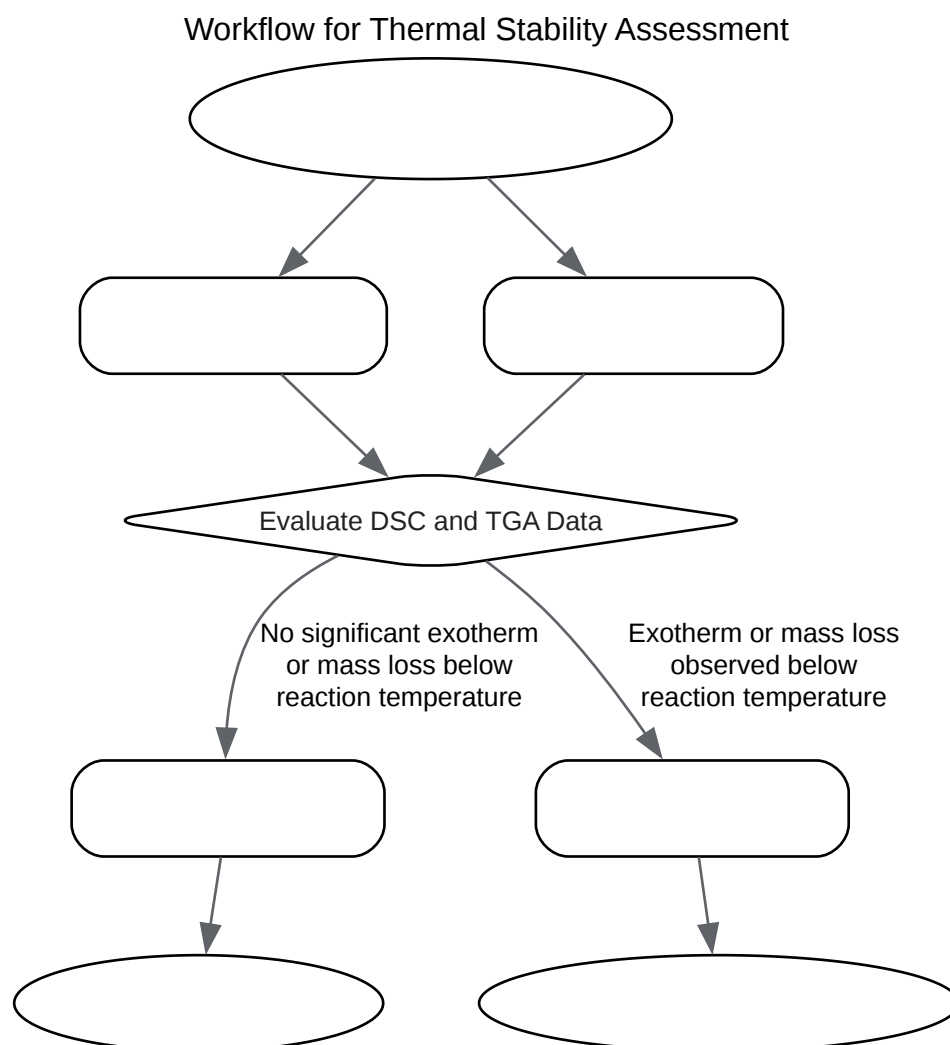 Workflow for Thermal Stability Assessment
Evaluate DSC and TGA Data
No significant exotherm
or mass loss below
reaction temperature
Exotherm or mass loss
observed below
reaction temperature